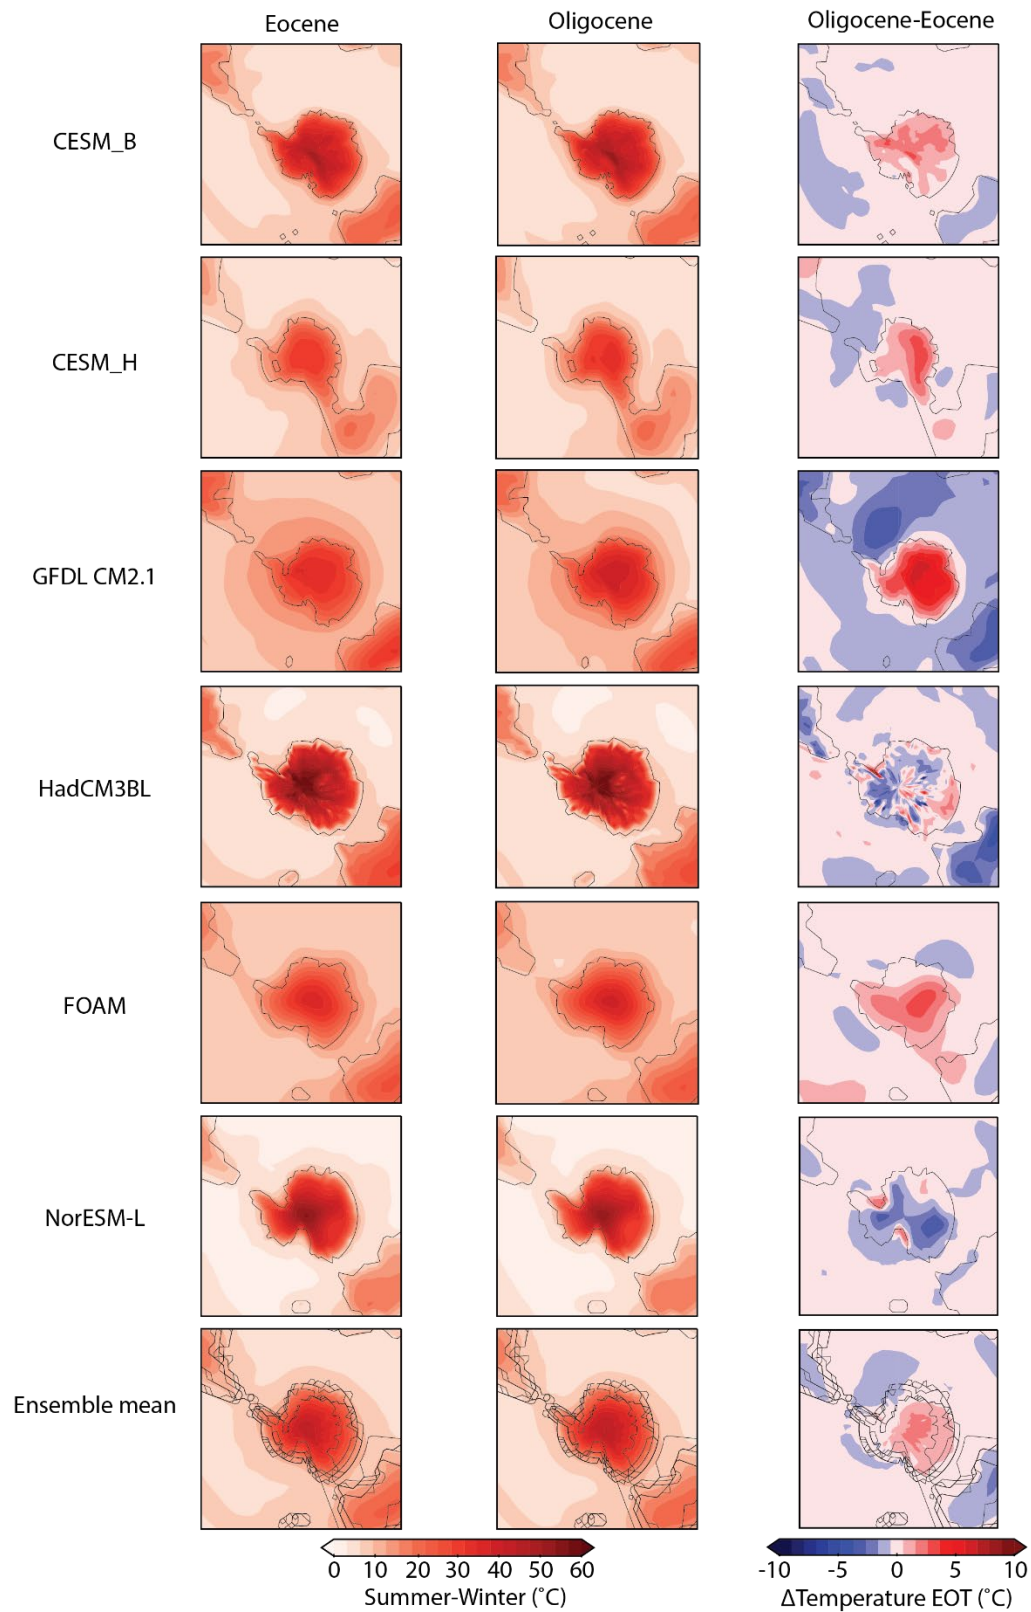 Eocene Oligocene Oligocene-Eocene
CESM_B
CESM_H
GFDL CM2.1
HadCM3BL
FOAM
NorESM-L
Ensemble mean
0 10 20 30 40 50 60 -10 -5 0 5 10
Summer-Winter (˚C) ΔTemperature EOT (˚C)